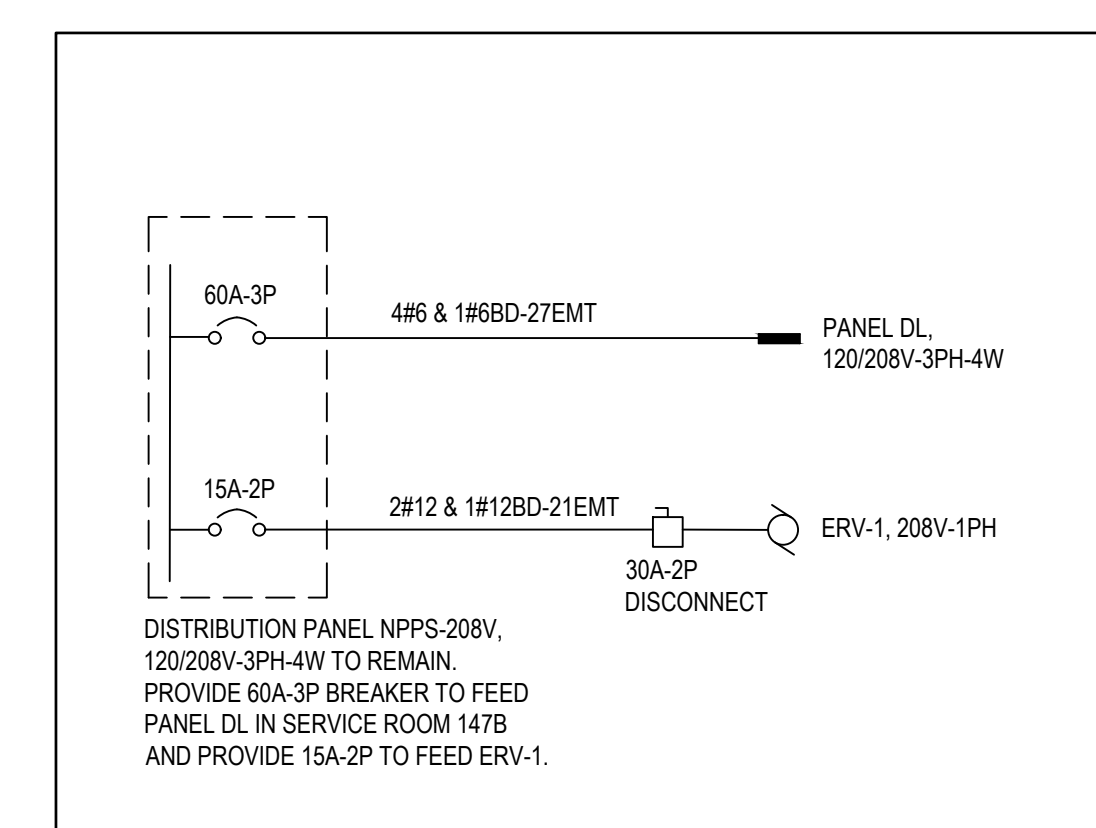 60A-3P
4#6 & 1#6BD-27EMT
PANEL DL,
120/208V-3PH-4W
15A-2P
2#12 & 1#12BD-21EMT
ERV-1, 208V-1PH
30A-2P
DISCONNECT
DISTRIBUTION PANEL NPPS-208V,
120/208V-3PH-4W TO REMAIN.
PROVIDE 60A-3P BREAKER TO FEED
PANEL DL IN SERVICE ROOM 147B
AND PROVIDE 15A-2P TO FEED ERV-1.